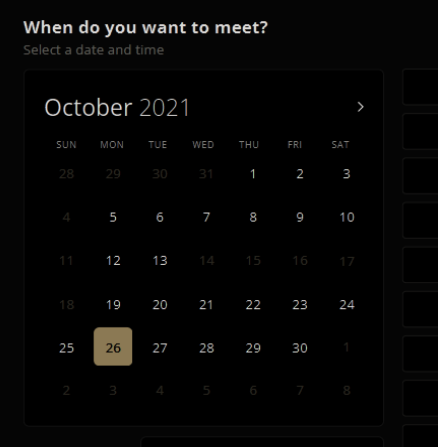 When do you want to meet?
Select a date and time
October 2021 >
SUN MON TUE WED THU FRI SAT
28 29 30 31 1 2 3
4 5 6 7 8 9 10
11 12 13 14 15 16 17
18 19 20 21 22 23 24
25 26 27 28 29 30 1
2 3 4 5 6 7 8